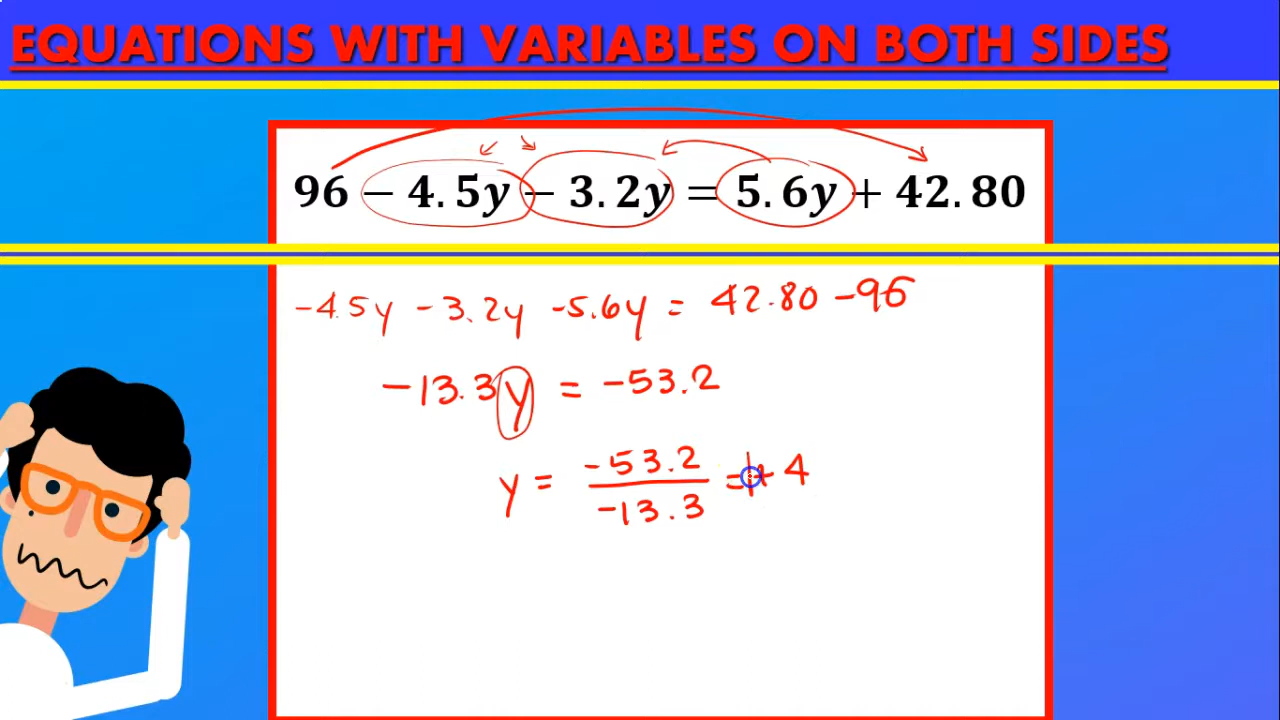 EQUATIONS WITH VARIABLES ON BOTH SIDES
96 − 4.5y − 3.2y = 5.6y + 42.80
-4.5y -3.2y -5.6y = 42.80 -96
-13.3y = -53.2
y = -53.2 / -13.3 = + 4